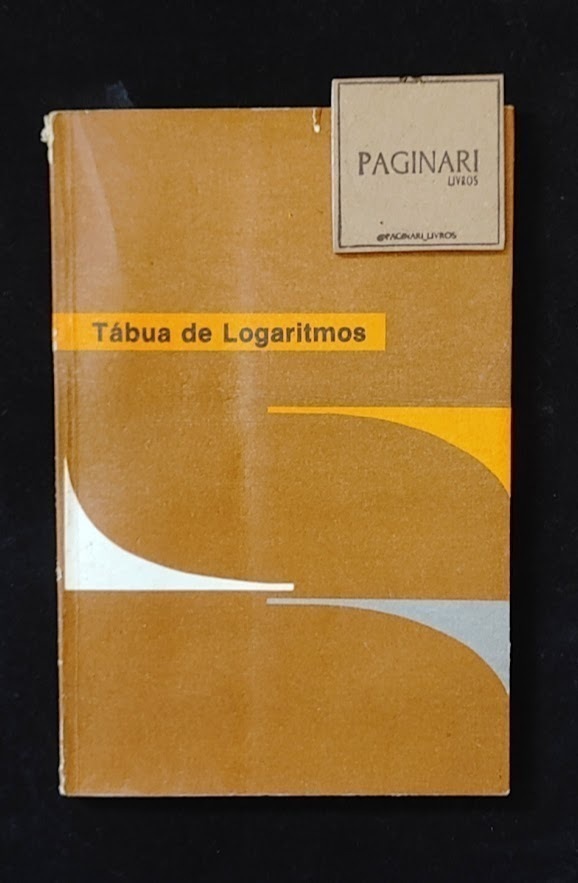 PAGINARI
LIVROS
@PAGINARI_LIVROS
Tábua de Logaritmos